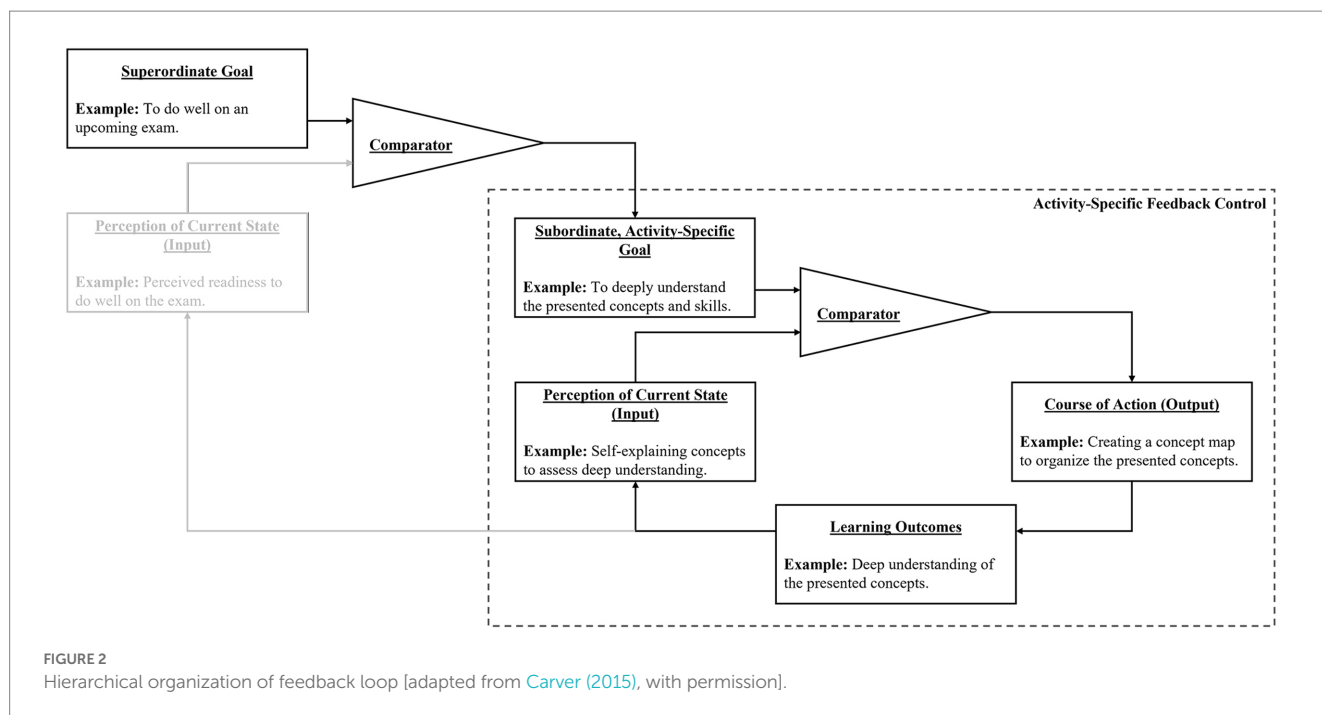 Superordinate Goal
Example: To do well on an
upcoming exam.
Comparator
Perception of Current State
(Input)
Example: Perceived readiness to
do well on the exam.
Activity-Specific Feedback Control
Subordinate, Activity-Specific
Goal
Example: To deeply understand
the presented concepts and skills.
Comparator
Perception of Current State
(Input)
Example: Self-explaining concepts
to assess deep understanding.
Course of Action (Output)
Example: Creating a concept map
to organize the presented concepts.
Learning Outcomes
Example: Deep understanding of
the presented concepts.
FIGURE 2
Hierarchical organization of feedback loop [adapted from Carver (2015), with permission].